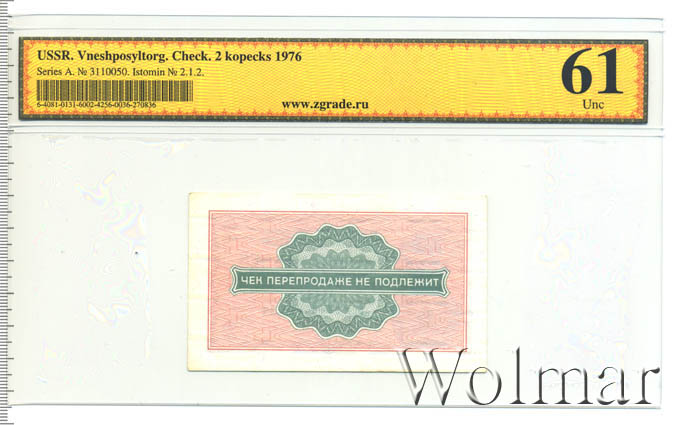 USSR. Vneshposyltorg. Check. 2 kopecks 1976
Series A. № 3110050. Istomin № 2.1.2.
6-4081-0131-6002-4256-0036-270836
www.zgrade.ru
61
Unc
ЧЕК ПЕРЕПРОДАЖЕ НЕ ПОДЛЕЖИТ
Wolmar